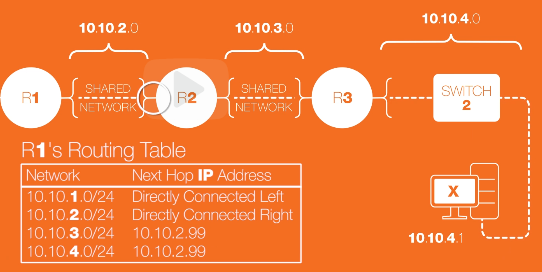 10.10.2.0
10.10.3.0
10.10.4.0
R1
SHARED
NETWORK
R2
SHARED
NETWORK
R3
SWITCH
2
X
10.10.4.1
R1's Routing Table
Network Next Hop IP Address
10.10.1.0/24 Directly Connected Left
10.10.2.0/24 Directly Connected Right
10.10.3.0/24 10.10.2.99
10.10.4.0/24 10.10.2.99